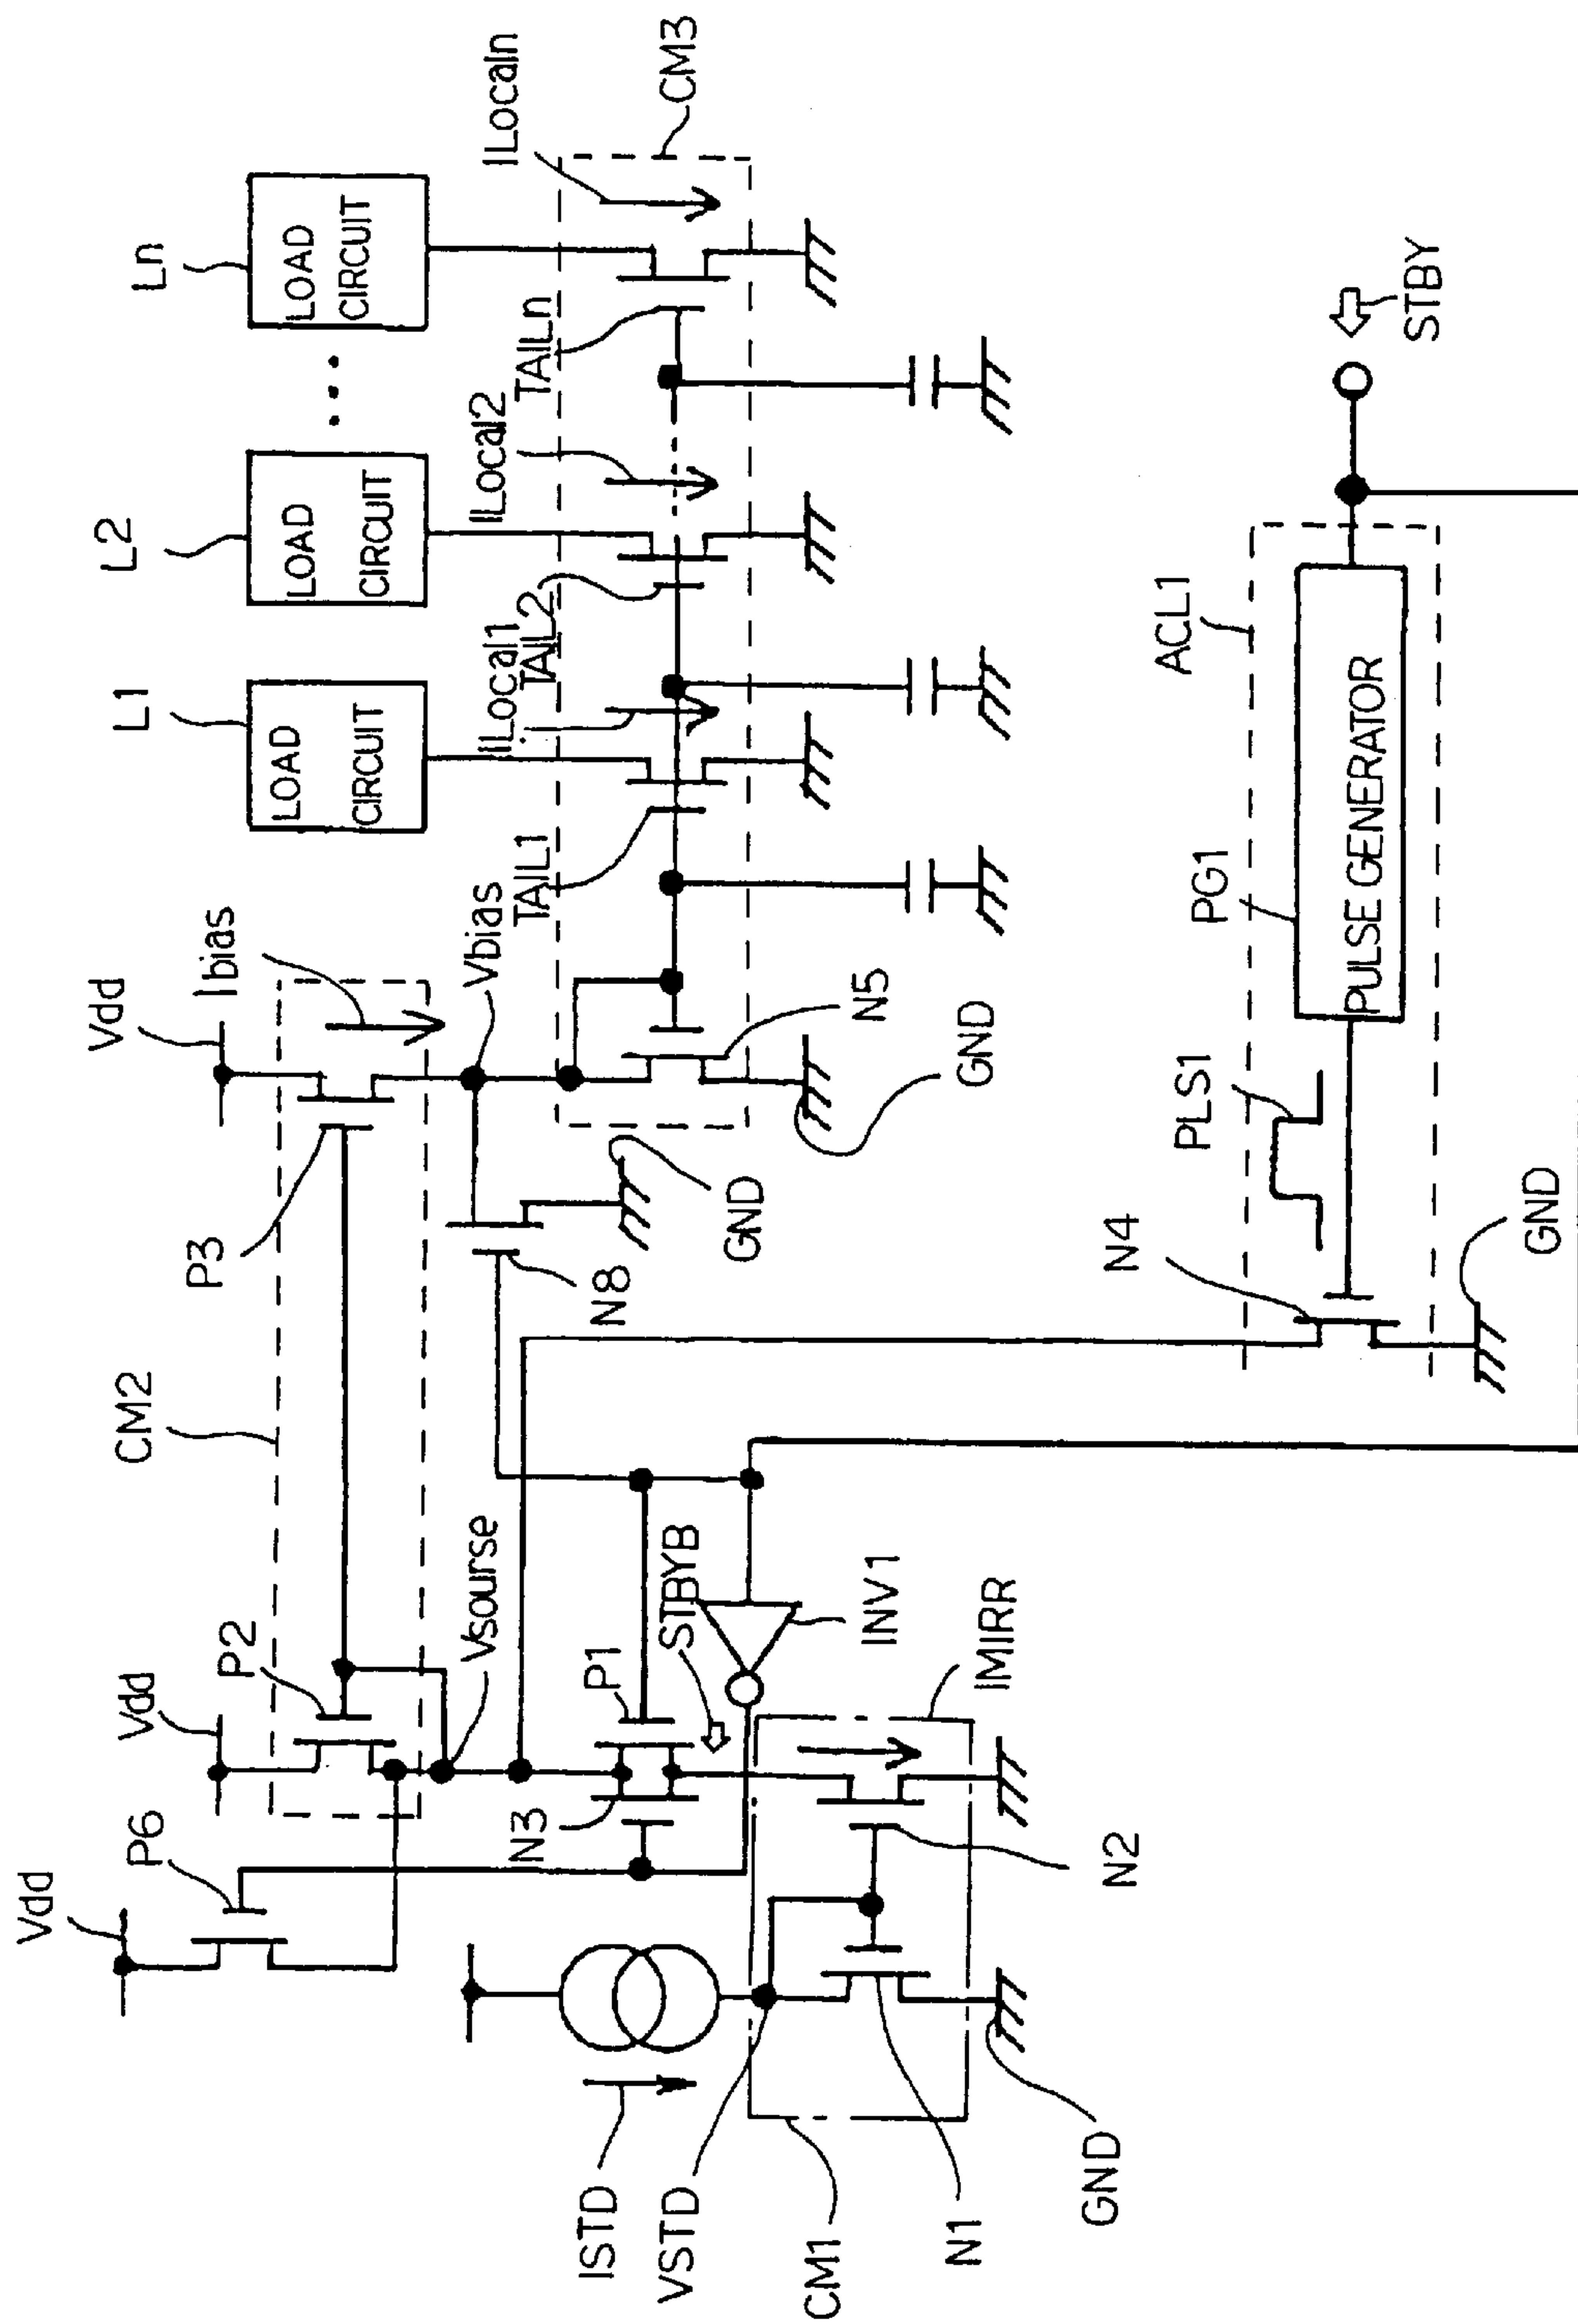 Vdd
P6
Vdd
P2
CM2
P3
Vdd
Ibias
Vsourse
Vbias
L1
LOAD
CIRCUIT
L2
LOAD
CIRCUIT
...
Ln
LOAD
CIRCUIT
ISTD
VSTD
CM1
N1
GND
N2
IMIRR
N3
P1
STBYB
INV1
N8
GND
N5
GND
TAIL1
ILocal1
TAIL2
ILocal2
TAILn
ILocaln
CM3
N4
GND
PLS1
PG1
PULSE GENERATOR
ACL1
STBY